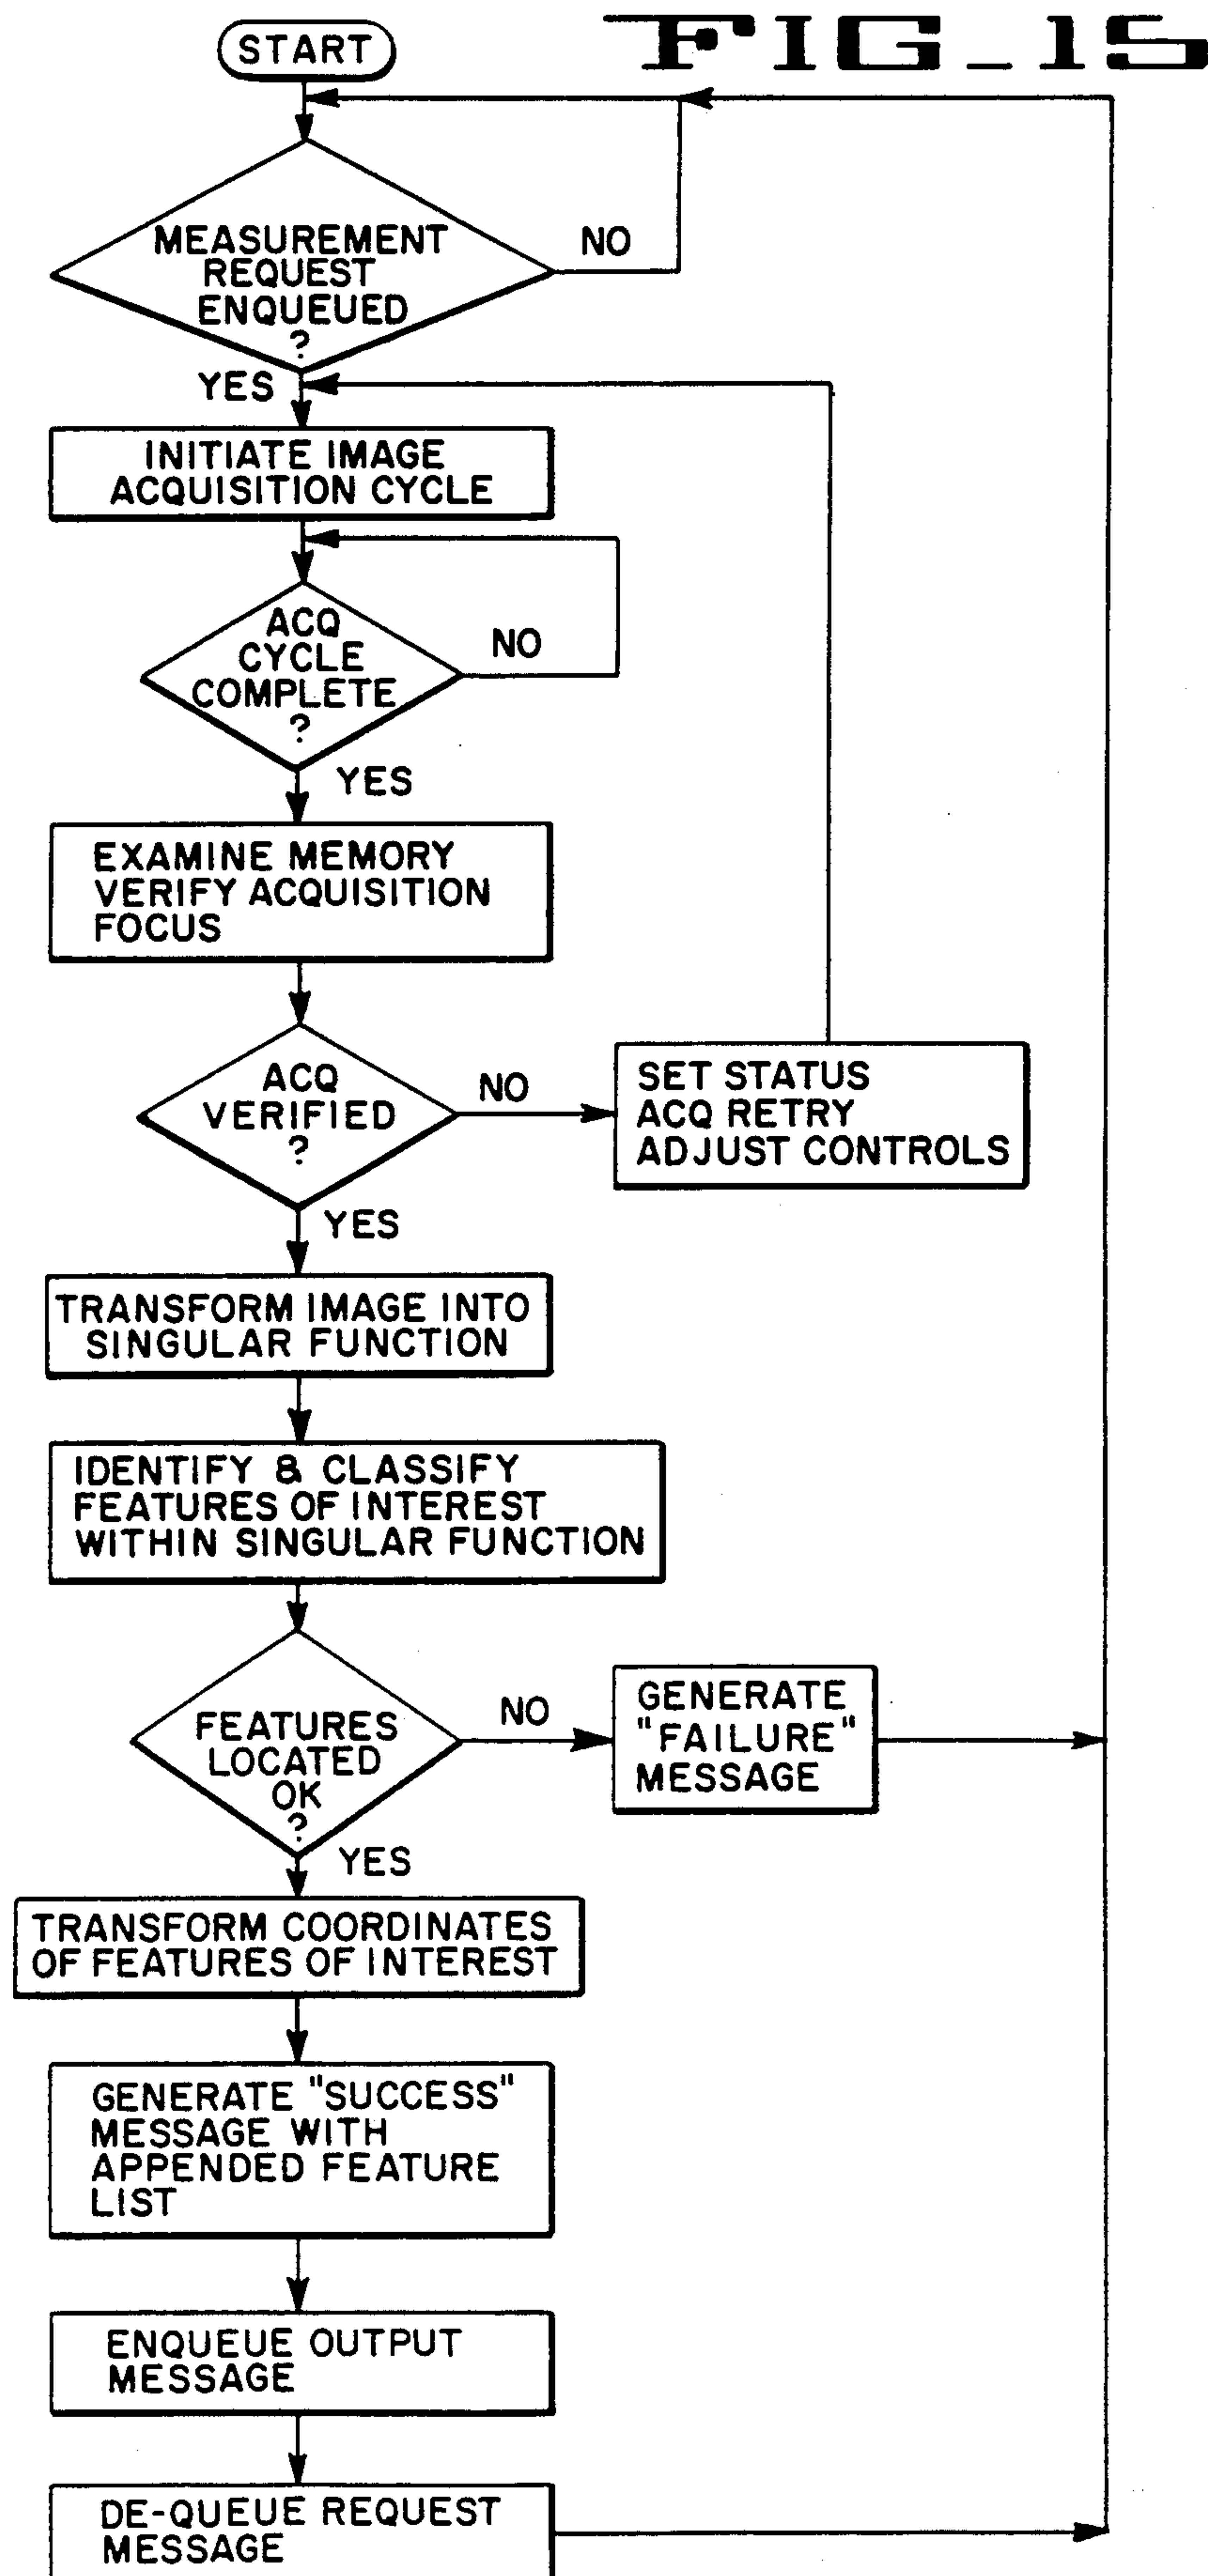 START
FIG_15
MEASUREMENT
REQUEST
ENQUEUED
?
NO
YES
INITIATE IMAGE
ACQUISITION CYCLE
ACQ
CYCLE
COMPLETE
?
NO
YES
EXAMINE MEMORY
VERIFY ACQUISITION
FOCUS
ACQ
VERIFIED
?
NO
SET STATUS
ACQ RETRY
ADJUST CONTROLS
YES
TRANSFORM IMAGE INTO
SINGULAR FUNCTION
IDENTIFY & CLASSIFY
FEATURES OF INTEREST
WITHIN SINGULAR FUNCTION
FEATURES
LOCATED
OK
?
NO
GENERATE
"FAILURE"
MESSAGE
YES
TRANSFORM COORDINATES
OF FEATURES OF INTEREST
GENERATE "SUCCESS"
MESSAGE WITH
APPENDED FEATURE
LIST
ENQUEUE OUTPUT
MESSAGE
DE-QUEUE REQUEST
MESSAGE